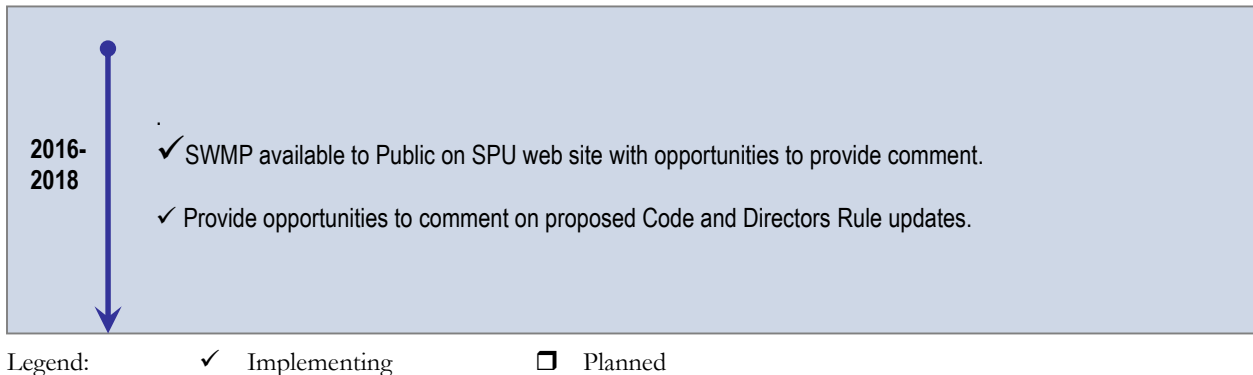 .
2016-
2018
✓SWMP available to Public on SPU web site with opportunities to provide comment.
✓ Provide opportunities to comment on proposed Code and Directors Rule updates.
Legend: ✓ Implementing ❒ Planned